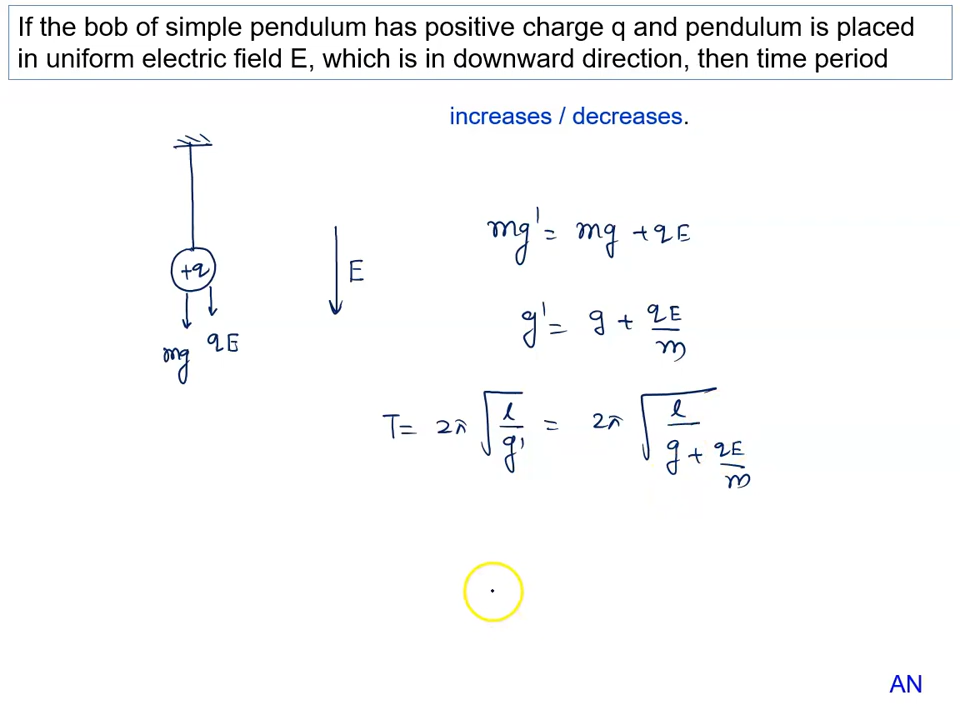 If the bob of simple pendulum has positive charge q and pendulum is placed
in uniform electric field E, which is in downward direction, then time period
increases / decreases.
mg' = mg + qE
+q
E
g' = g + qE/m
mg qE
T = 2π √(l/g') = 2π √(l/(g + qE/m))
AN